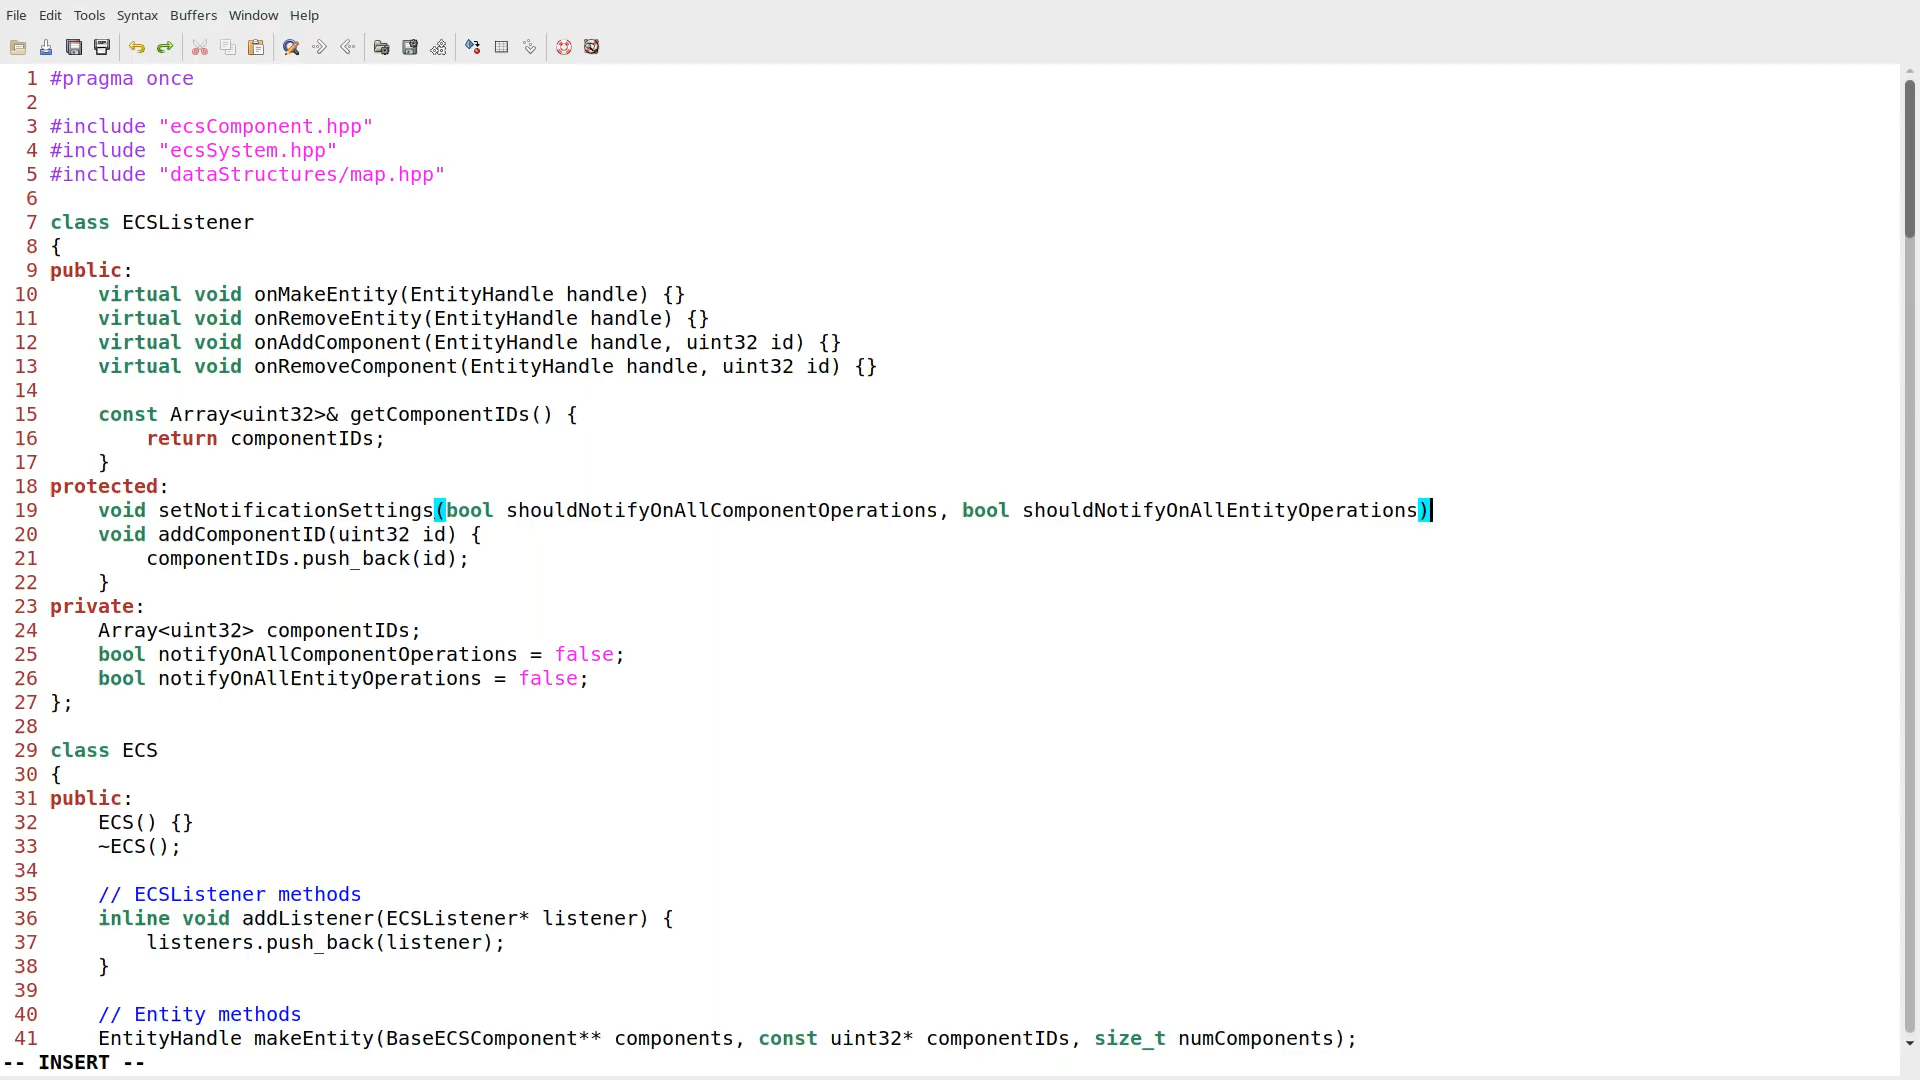 File Edit Tools Syntax Buffers Window Help
1 #pragma once
2
3 #include "ecsComponent.hpp"
4 #include "ecsSystem.hpp"
5 #include "dataStructures/map.hpp"
6
7 class ECSListener
8 {
9 public:
10     virtual void onMakeEntity(EntityHandle handle) {}
11     virtual void onRemoveEntity(EntityHandle handle) {}
12     virtual void onAddComponent(EntityHandle handle, uint32 id) {}
13     virtual void onRemoveComponent(EntityHandle handle, uint32 id) {}
14
15     const Array<uint32>& getComponentIDs() {
16         return componentIDs;
17     }
18 protected:
19     void setNotificationSettings(bool shouldNotifyOnAllComponentOperations, bool shouldNotifyOnAllEntityOperations)
20     void addComponentID(uint32 id) {
21         componentIDs.push_back(id);
22     }
23 private:
24     Array<uint32> componentIDs;
25     bool notifyOnAllComponentOperations = false;
26     bool notifyOnAllEntityOperations = false;
27 };
28
29 class ECS
30 {
31 public:
32     ECS() {}
33     ~ECS();
34
35     // ECSListener methods
36     inline void addListener(ECSListener* listener) {
37         listeners.push_back(listener);
38     }
39
40     // Entity methods
41     EntityHandle makeEntity(BaseECSComponent** components, const uint32* componentIDs, size_t numComponents);
-- INSERT --